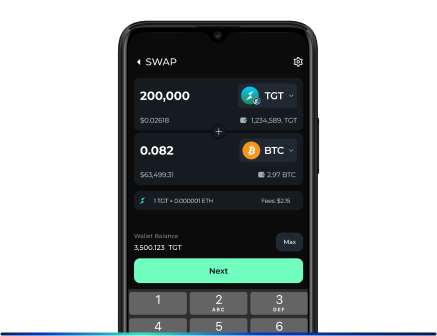 SWAP
200,000
TGT
$0.02618
1,234,589. TGT
+
0.082
BTC
$63,499.31
2.97 BTC
1 TGT = 0.000001 ETH
Fees: $2.15
Wallet Balance
3,500.123 TGT
Max
Next
1
2
3
ABC
DEF
4
5
6